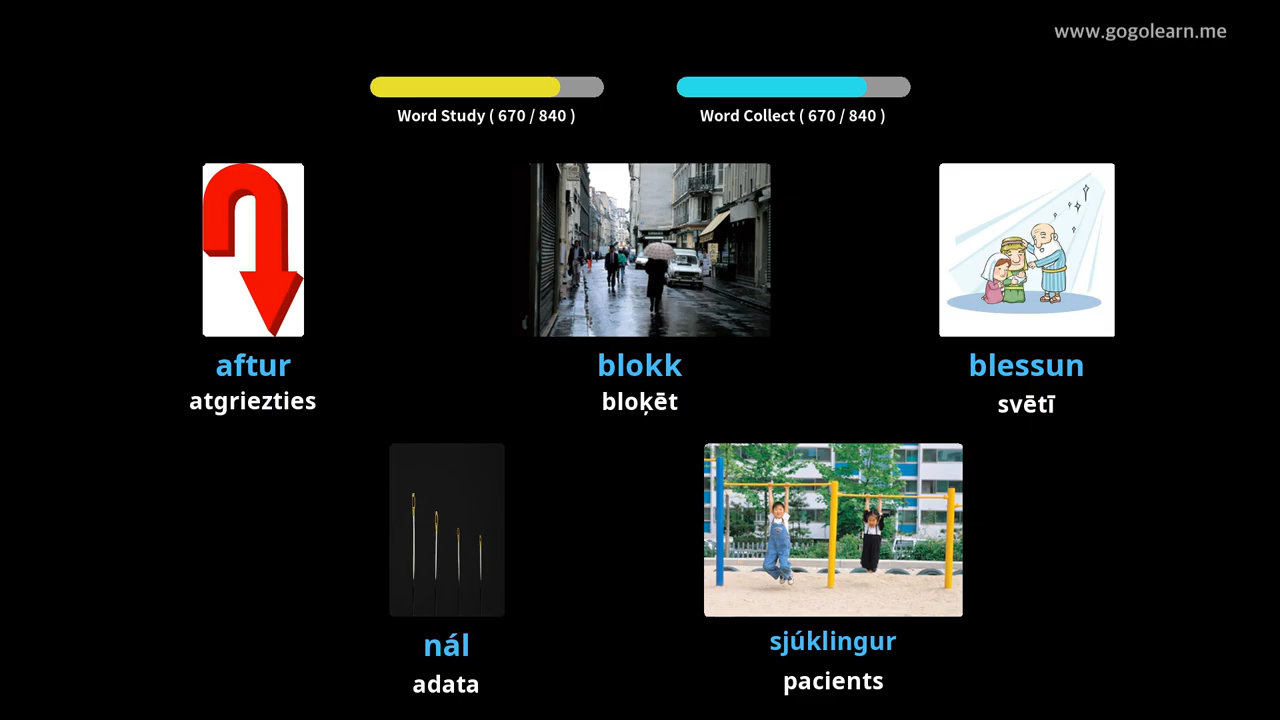 www.gogolearn.me
Word Study ( 670 / 840 )
Word Collect ( 670 / 840 )
aftur
atgriezties
blokk
bloķēt
blessun
svētī
nál
adata
sjúklingur
pacients